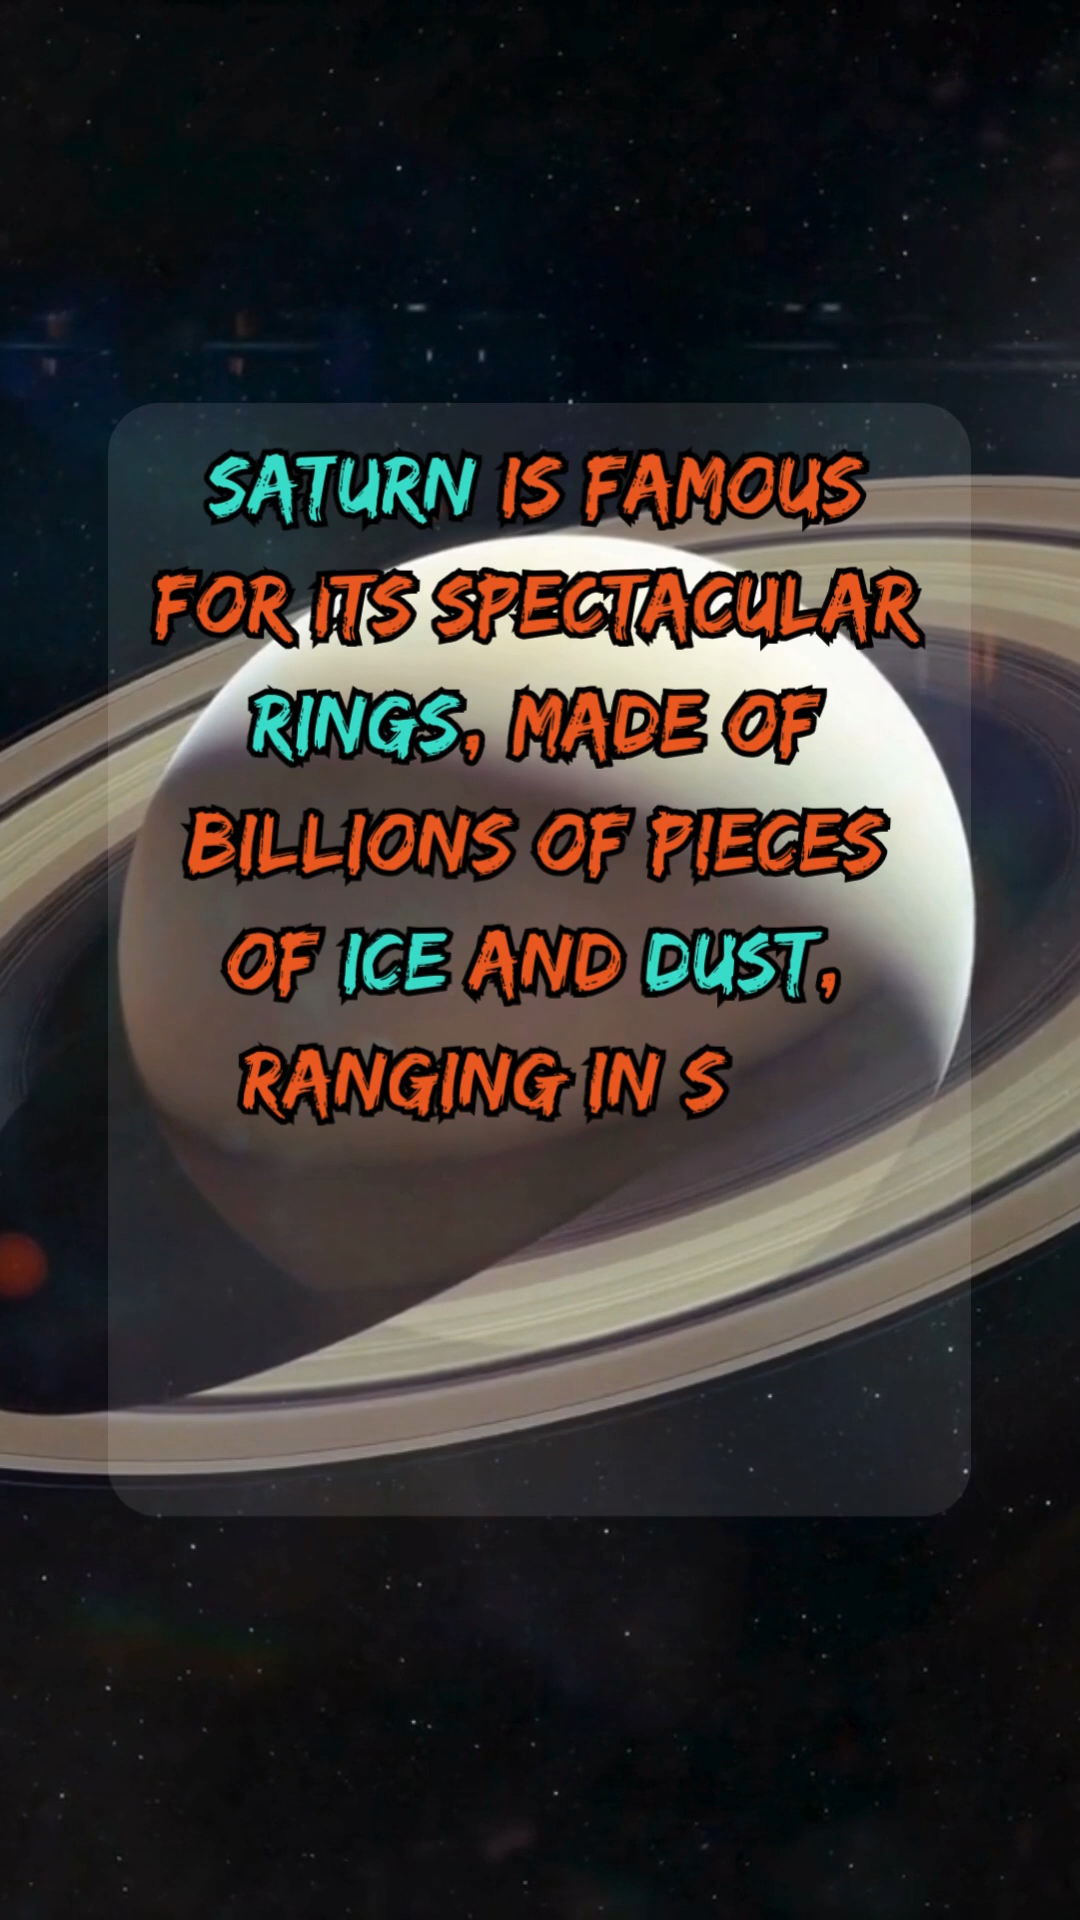 SATURN IS FAMOUS
FOR ITS SPECTACULAR
RINGS, MADE OF
BILLIONS OF PIECES
OF ICE AND DUST,
RANGING IN S